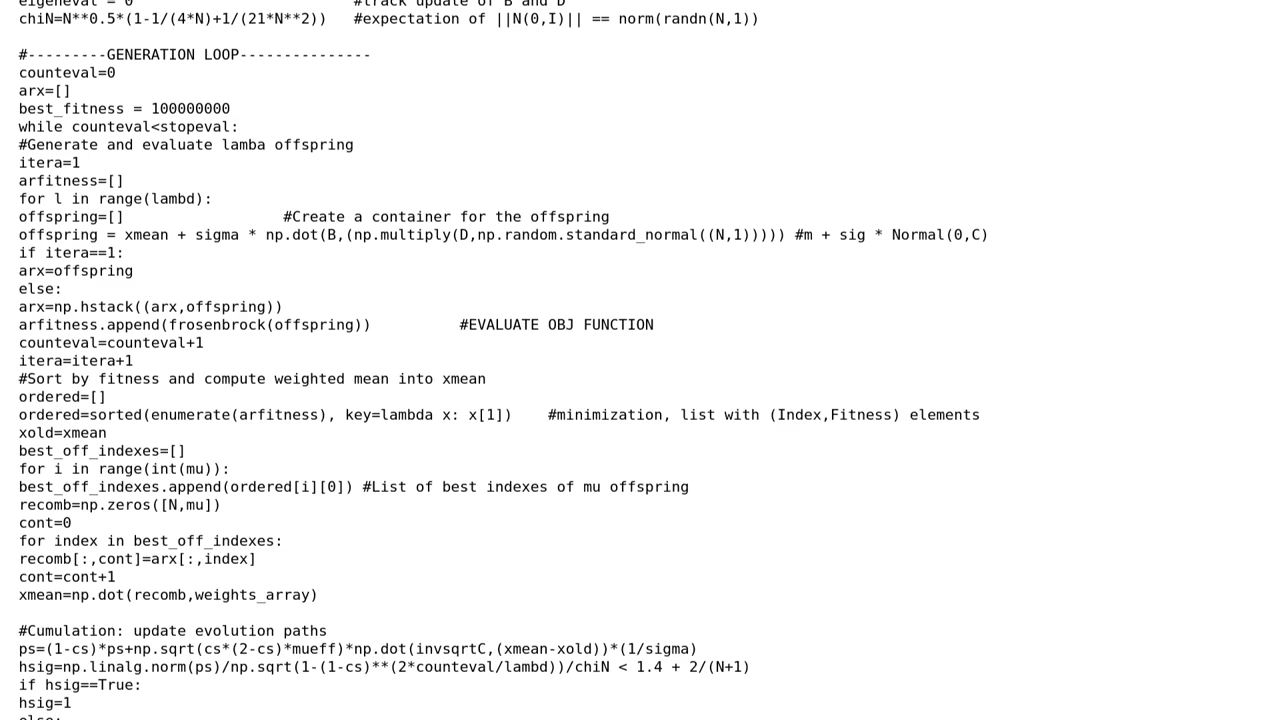 eigeneval = 0 #track update of B and D
chiN=N**0.5*(1-1/(4*N)+1/(21*N**2)) #expectation of ||N(0,I)|| == norm(randn(N,1))
#---------GENERATION LOOP---------------
counteval=0
arx=[]
best_fitness = 100000000
while counteval<stopeval:
#Generate and evaluate lamba offspring
itera=1
arfitness=[]
for l in range(lambd):
offspring=[] #Create a container for the offspring
offspring = xmean + sigma * np.dot(B,(np.multiply(D,np.random.standard_normal((N,1))))) #m + sig * Normal(0,C)
if itera==1:
arx=offspring
else:
arx=np.hstack((arx,offspring))
arfitness.append(frosenbrock(offspring)) #EVALUATE OBJ FUNCTION
counteval=counteval+1
itera=itera+1
#Sort by fitness and compute weighted mean into xmean
ordered=[]
ordered=sorted(enumerate(arfitness), key=lambda x: x[1]) #minimization, list with (Index,Fitness) elements
xold=xmean
best_off_indexes=[]
for i in range(int(mu)):
best_off_indexes.append(ordered[i][0]) #List of best indexes of mu offspring
recomb=np.zeros([N,mu])
cont=0
for index in best_off_indexes:
recomb[:,cont]=arx[:,index]
cont=cont+1
xmean=np.dot(recomb,weights_array)
#Cumulation: update evolution paths
ps=(1-cs)*ps+np.sqrt(cs*(2-cs)*mueff)*np.dot(invsqrtC,(xmean-xold))*(1/sigma)
hsig=np.linalg.norm(ps)/np.sqrt(1-(1-cs)**(2*counteval/lambd))/chiN < 1.4 + 2/(N+1)
if hsig==True:
hsig=1
else: